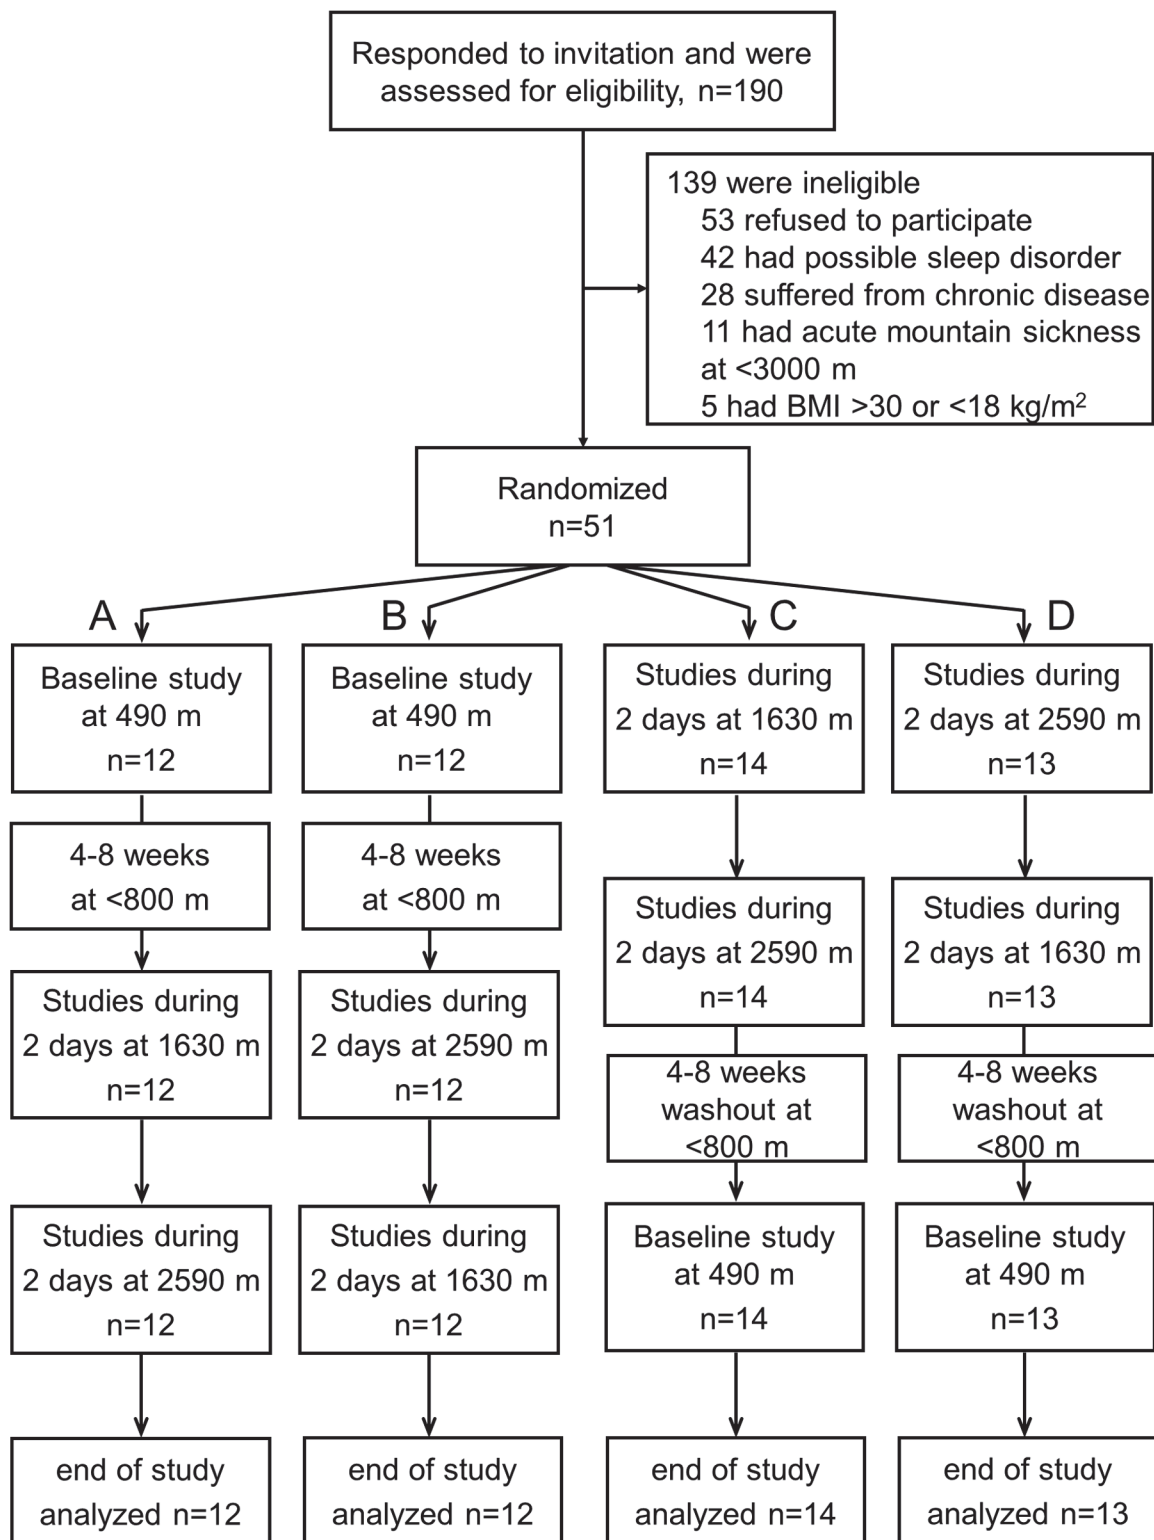 Responded to invitation and were
assessed for eligibility, n=190
139 were ineligible
53 refused to participate
42 had possible sleep disorder
28 suffered from chronic disease
11 had acute mountain sickness
at <3000 m
5 had BMI >30 or <18 kg/m²
Randomized
n=51
A
Baseline study
at 490 m
n=12
4-8 weeks
at <800 m
Studies during
2 days at 1630 m
n=12
Studies during
2 days at 2590 m
n=12
end of study
analyzed n=12
B
Baseline study
at 490 m
n=12
4-8 weeks
at <800 m
Studies during
2 days at 2590 m
n=12
Studies during
2 days at 1630 m
n=12
end of study
analyzed n=12
C
Studies during
2 days at 1630 m
n=14
Studies during
2 days at 2590 m
n=14
4-8 weeks
washout at
<800 m
Baseline study
at 490 m
n=14
end of study
analyzed n=14
D
Studies during
2 days at 2590 m
n=13
Studies during
2 days at 1630 m
n=13
4-8 weeks
washout at
<800 m
Baseline study
at 490 m
n=13
end of study
analyzed n=13